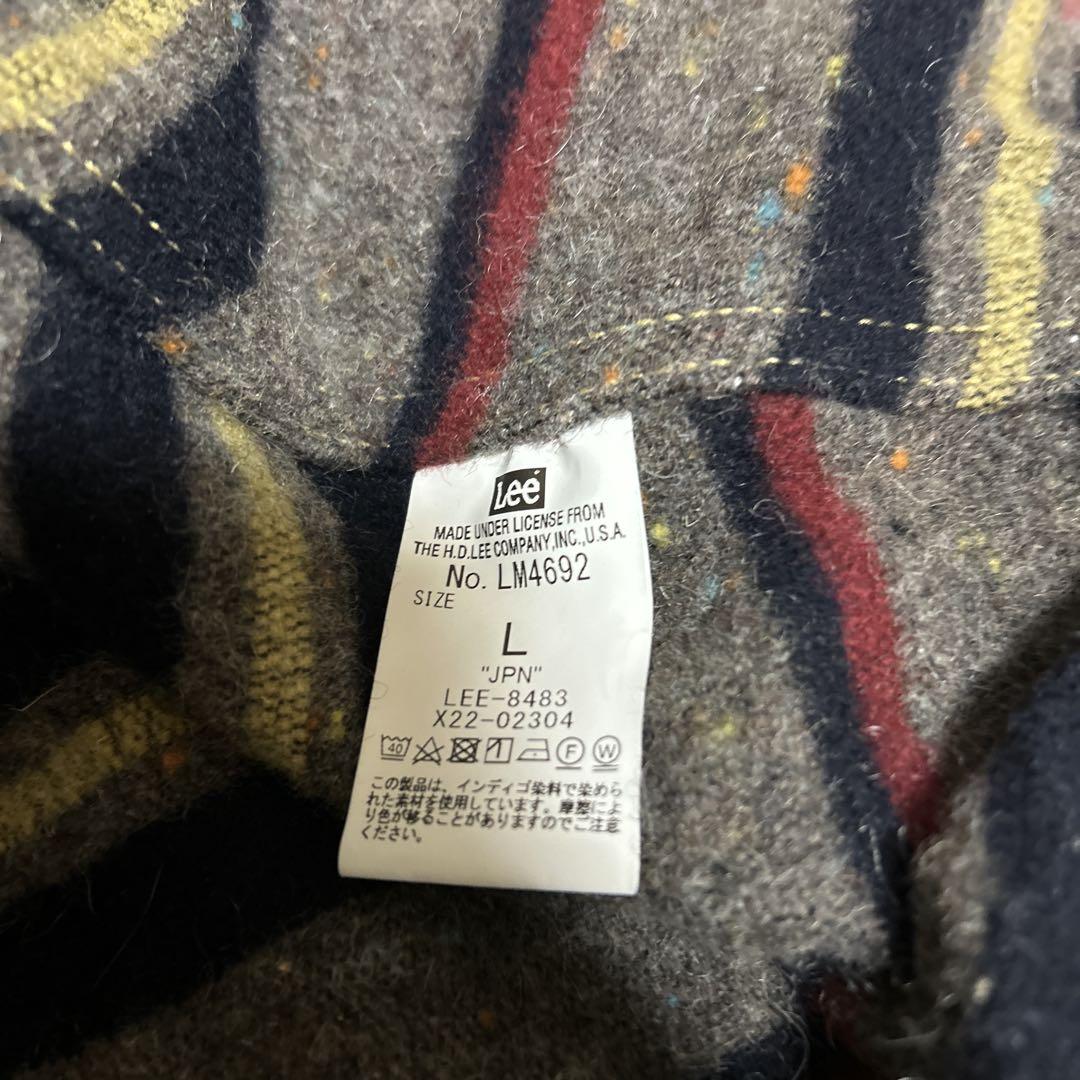 Lee
MADE UNDER LICENSE FROM
THE H.D.LEE COMPANY,INC.,U.S.A.
No. LM4692
SIZE
L
"JPN"
LEE-8483
X22-02304
40 F W
この製品は、インディゴ染料で染めら
れた素材を使用しています。摩擦によ
り色が移ることがありますのでご注意
ください。